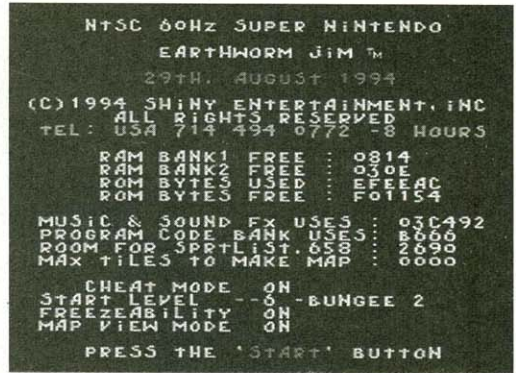 NTSC 60Hz SUPER NiNTENDO
EARTHWORM JiM TM
29TH. AUGUST 1994
(C)1994 SHiNY ENTERTAiNMENT, iNC
ALL RiGHTS RESERVED
TEL: USA 714 494 0772 -8 HOURS
RAM BANK1 FREE : 0814
RAM BANK2 FREE : 030E
ROM BYTES USED : EFEEAC
ROM BYTES FREE : F01154
MUSiC & SOUND FX USES : 03C492
PROGRAM CODE BANK USES : B666
ROOM FOR SPRTLiST.658 : 2690
MAX TiLES TO MAKE MAP : 0000
CHEAT MODE ON
START LEVEL --6 -BUNGEE 2
FREEZEABiLiTY ON
MAP ViEW MODE ON
PRESS THE 'START' BUTTON